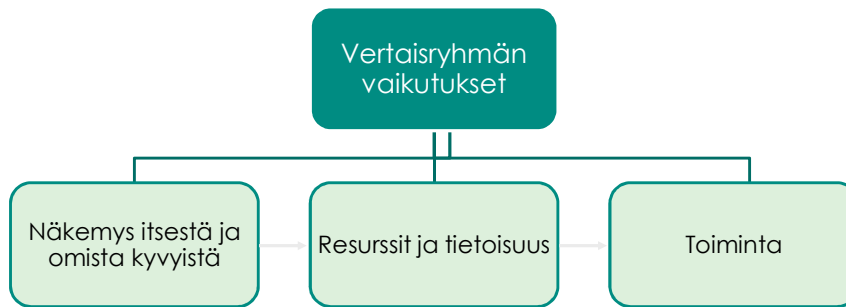 Vertaisryhmän
vaikutukset
Näkemys itsestä ja
omista kyvyistä
Resurssit ja tietoisuus
Toiminta